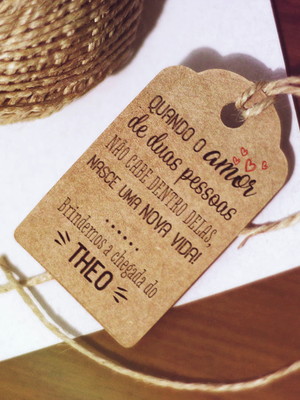 QUANDO O amor
de duas pessoas
NÃO CABE DENTRO DELAS,
NASCE UMA NOVA VIDA!
......
Brindemos a chegada do
THEO